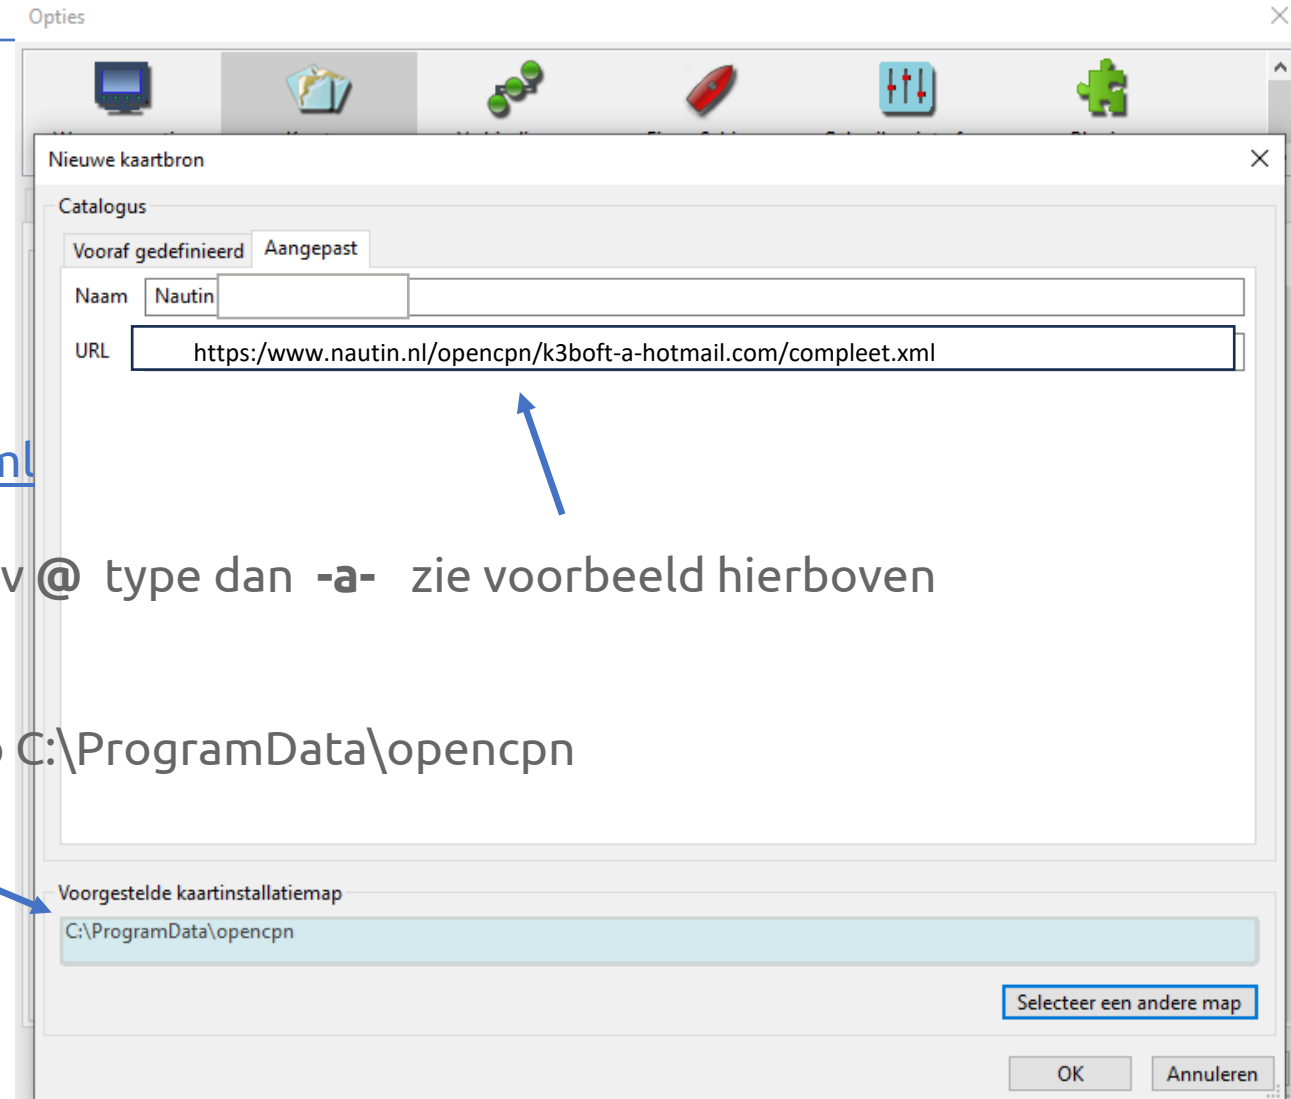 Opties
Nieuwe kaartbron
Catalogus
Vooraf gedefinieerd Aangepast
Naam Nautin
URL https:/www.nautin.nl/opencpn/k3boft-a-hotmail.com/compleet.xml
ml
v @ type dan -a- zie voorbeeld hierboven
C:\ProgramData\opencpn
Voorgestelde kaartinstallatiemap
C:\ProgramData\opencpn
Selecteer een andere map
OK Annuleren